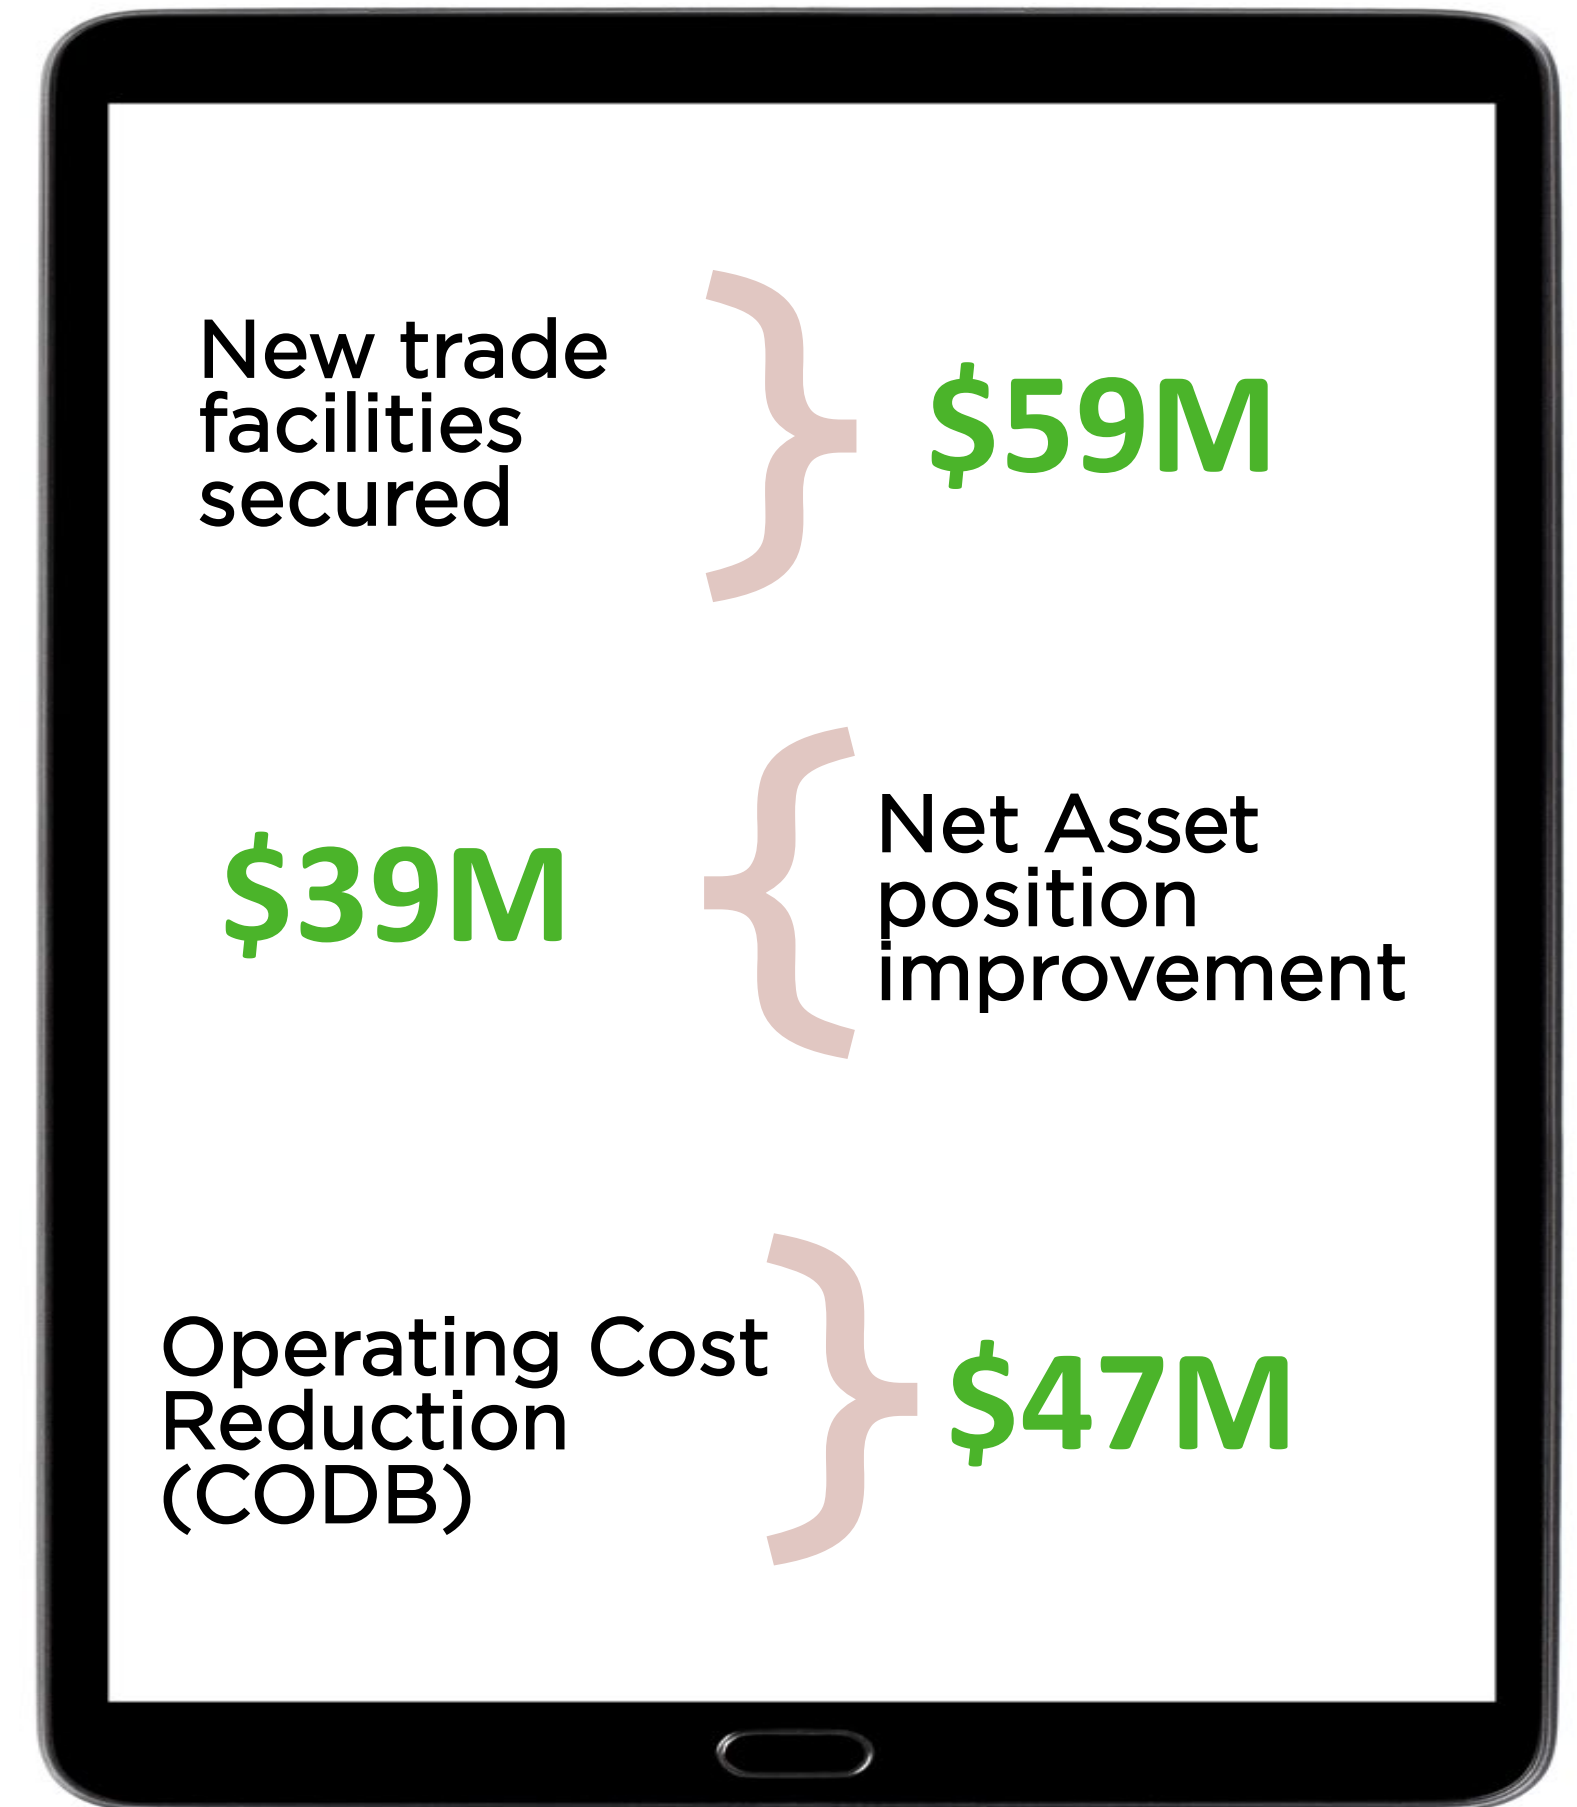 New trade
facilities
secured
$59M
$39M
Net Asset
position
improvement
Operating Cost
Reduction
(CODB)
$47M